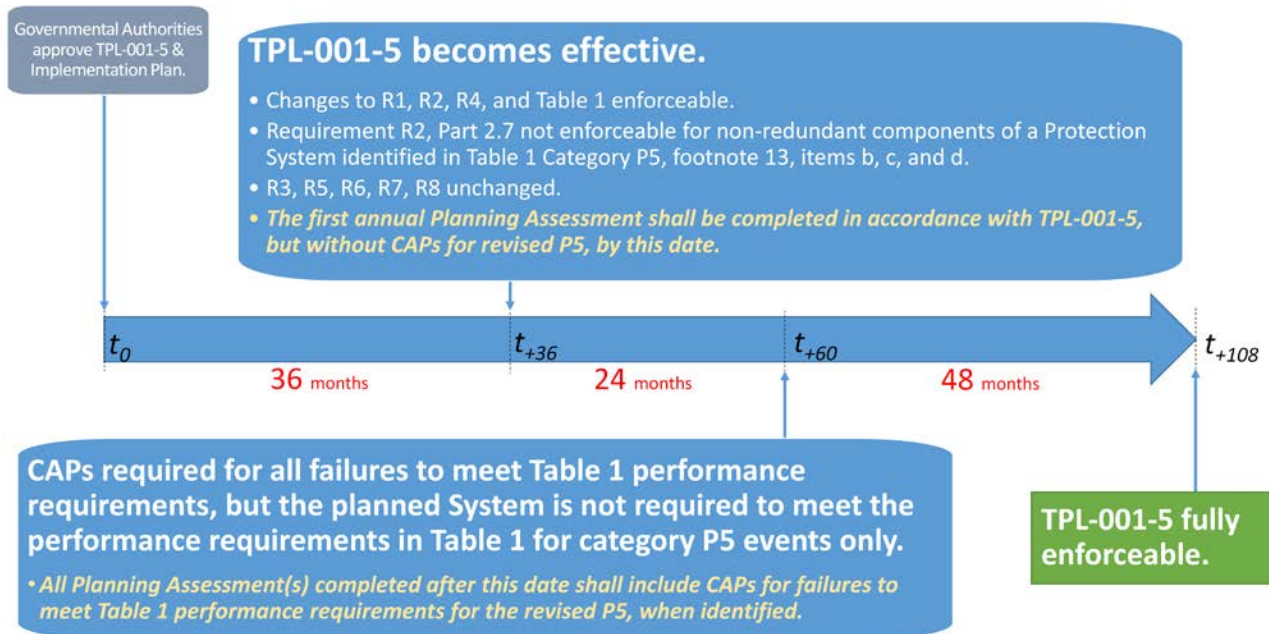 Governmental Authorities
approve TPL-001-5 &
Implementation Plan.
TPL-001-5 becomes effective.
• Changes to R1, R2, R4, and Table 1 enforceable.
• Requirement R2, Part 2.7 not enforceable for non-redundant components of a Protection
System identified in Table 1 Category P5, footnote 13, items b, c, and d.
• R3, R5, R6, R7, R8 unchanged.
• The first annual Planning Assessment shall be completed in accordance with TPL-001-5,
but without CAPs for revised P5, by this date.
t0 t+36 t+60 t+108
36 months 24 months 48 months
CAPs required for all failures to meet Table 1 performance
requirements, but the planned System is not required to meet the
performance requirements in Table 1 for category P5 events only.
• All Planning Assessment(s) completed after this date shall include CAPs for failures to
meet Table 1 performance requirements for the revised P5, when identified.
TPL-001-5 fully
enforceable.